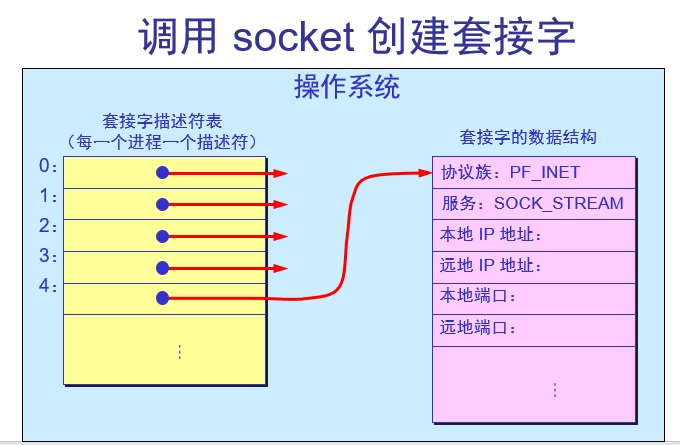 调用 socket 创建套接字
操作系统
套接字描述符表
（每一个进程一个描述符）
0：
1：
2：
3：
4：
⋮
套接字的数据结构
协议族：PF_INET
服务：SOCK_STREAM
本地 IP 地址：
远地 IP 地址：
本地端口：
远地端口：
⋮